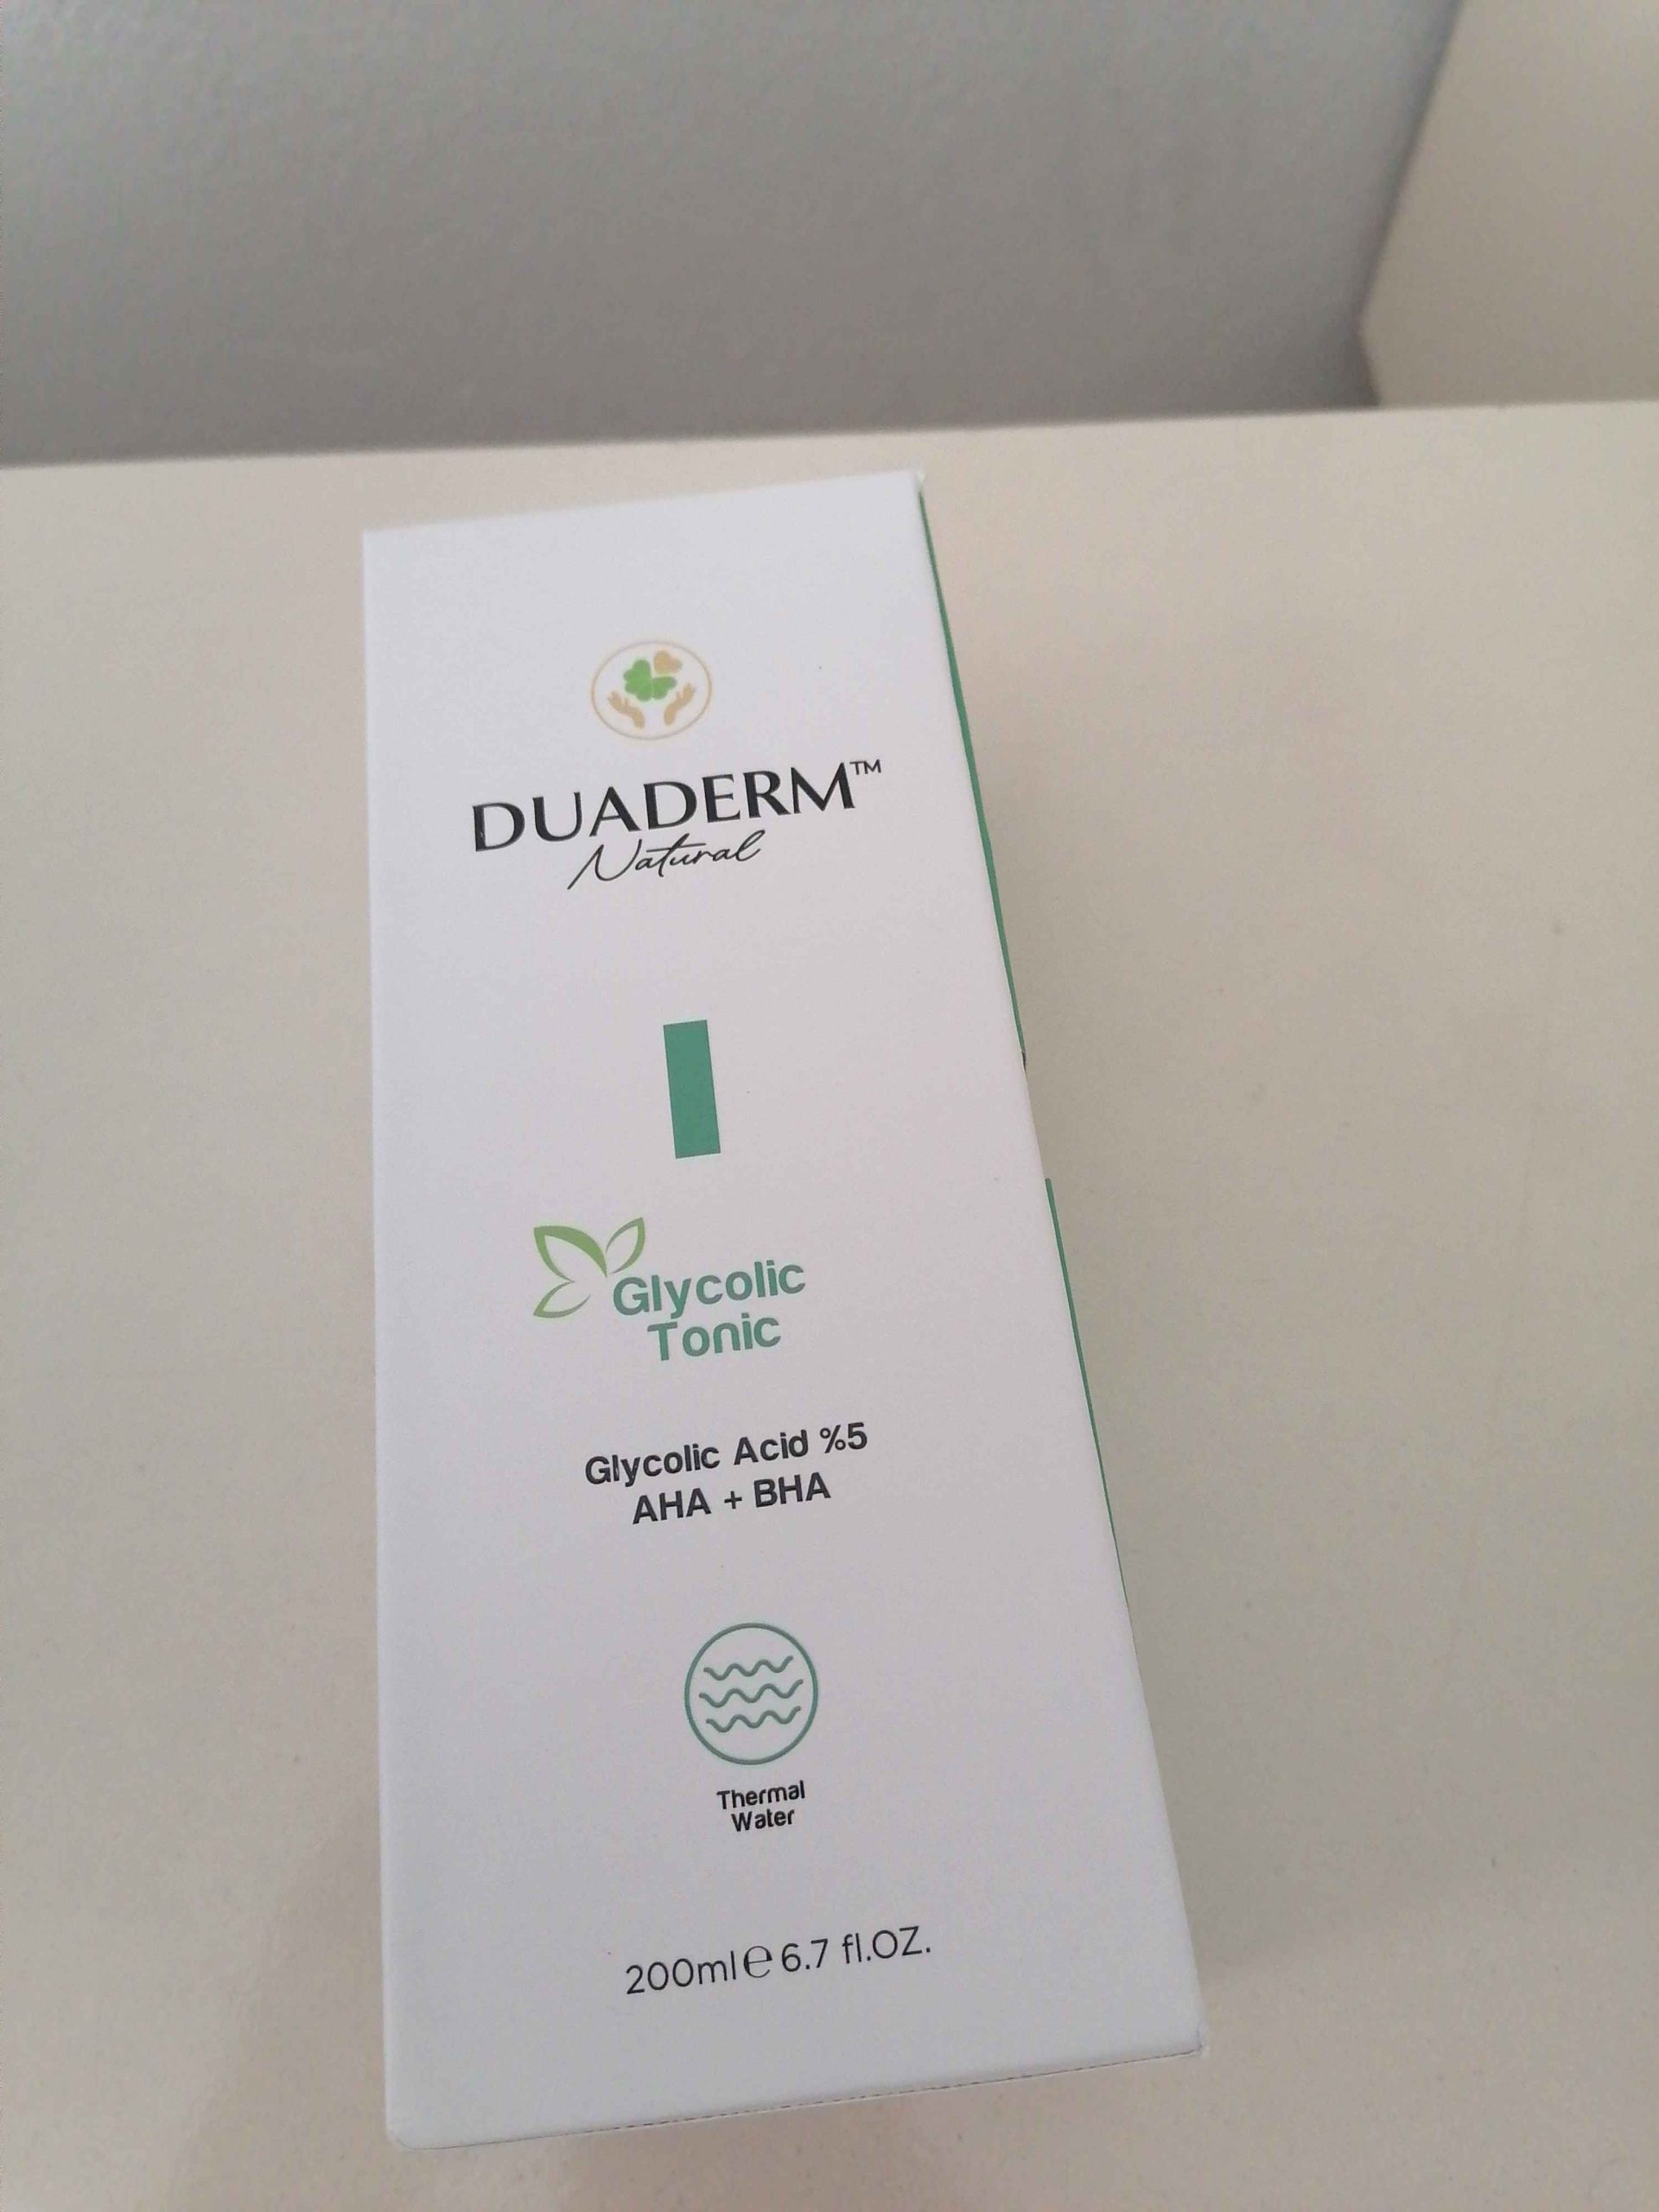 DUADERM™
Natural
Glycolic
Tonic
Glycolic Acid %5
AHA + BHA
Thermal
Water
200ml℮6.7 fl.OZ.